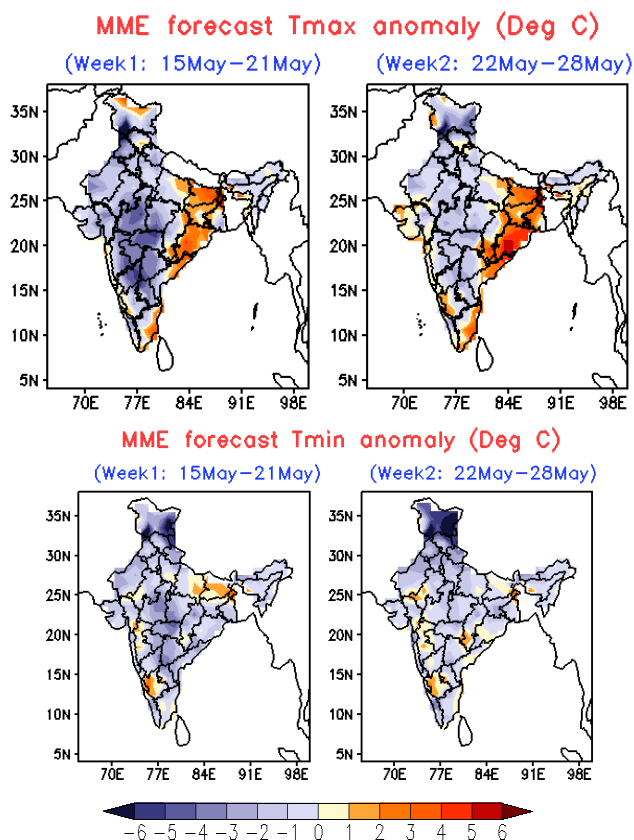 MME forecast Tmax anomaly (Deg C)
(Week1: 15May-21May) (Week2: 22May-28May)
35N 35N
30N 30N
25N 25N
20N 20N
15N 15N
10N 10N
5N 5N
70E 77E 84E 91E 98E 70E 77E 84E 91E 98E
MME forecast Tmin anomaly (Deg C)
(Week1: 15May-21May) (Week2: 22May-28May)
35N 35N
30N 30N
25N 25N
20N 20N
15N 15N
10N 10N
5N 5N
70E 77E 84E 91E 98E 70E 77E 84E 91E 98E
-6 -5 -4 -3 -2 -1 0 1 2 3 4 5 6